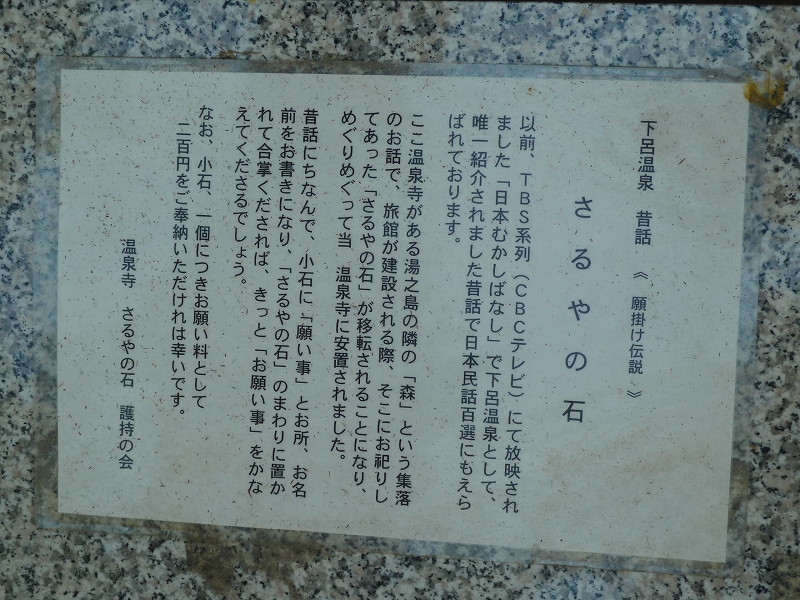 下呂温泉　昔話　《　願掛け伝説　》
さるやの石
以前、ＴＢＳ系列（ＣＢＣテレビ）にて放映され
ました「日本むかしばなし」で下呂温泉として、
唯一紹介されました昔話で日本民話百選にもえら
ばれております。
ここ温泉寺がある湯之島の隣の「森」という集落
のお話で、旅館が建設される際、そこにお祀りし
てあった「さるやの石」が移転されることになり、
めぐりめぐって当　温泉寺に安置されました。
昔話にちなんで、小石に「願い事」とお所、お名
前をお書きになり、「さるやの石」のまわりに置か
れて合掌くだされば、きっと「お願い事」をかな
えてくださるでしょう。
なお、小石、一個につきお願い料として
二百円をご奉納いただけれは幸いです。
温泉寺　さるやの石　護持の会